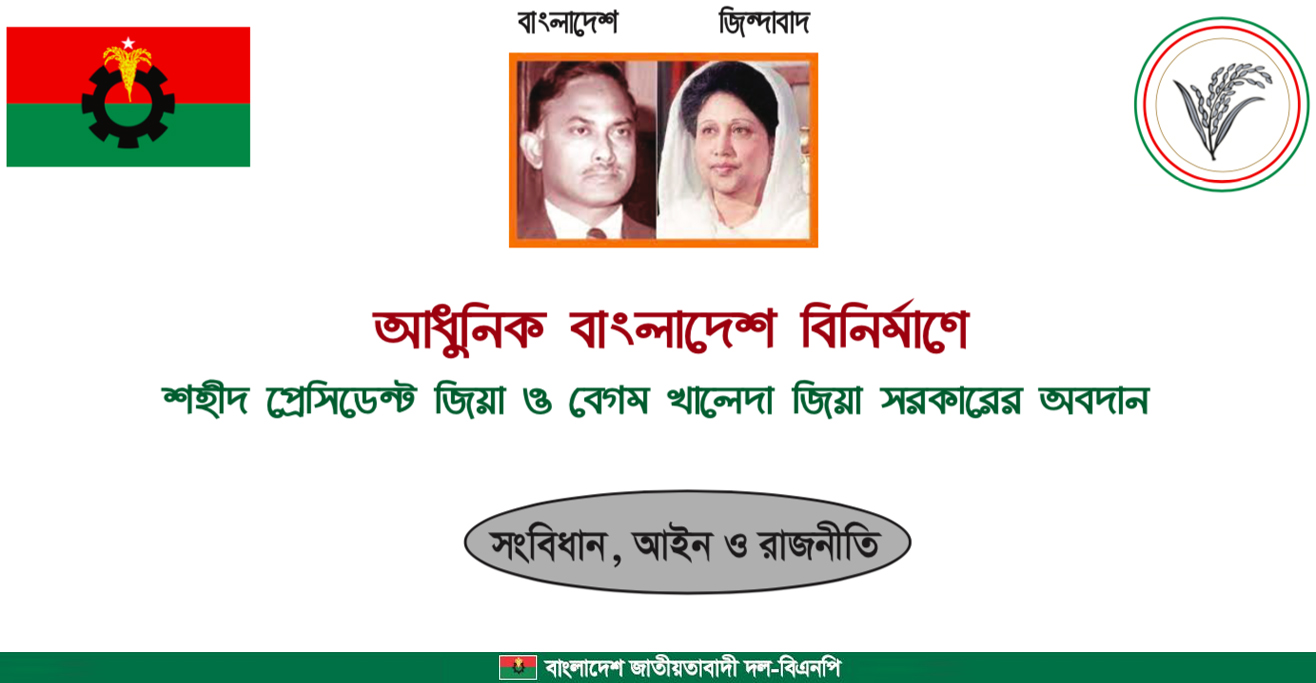 বাংলাদেশ জিন্দাবাদ
আধুনিক বাংলাদেশ বিনির্মাণে
শহীদ প্রেসিডেন্ট জিয়া ও বেগম খালেদা জিয়া সরকারের অবদান
সংবিধান, আইন ও রাজনীতি
বাংলাদেশ জাতীয়তাবাদী দল-বিএনপি